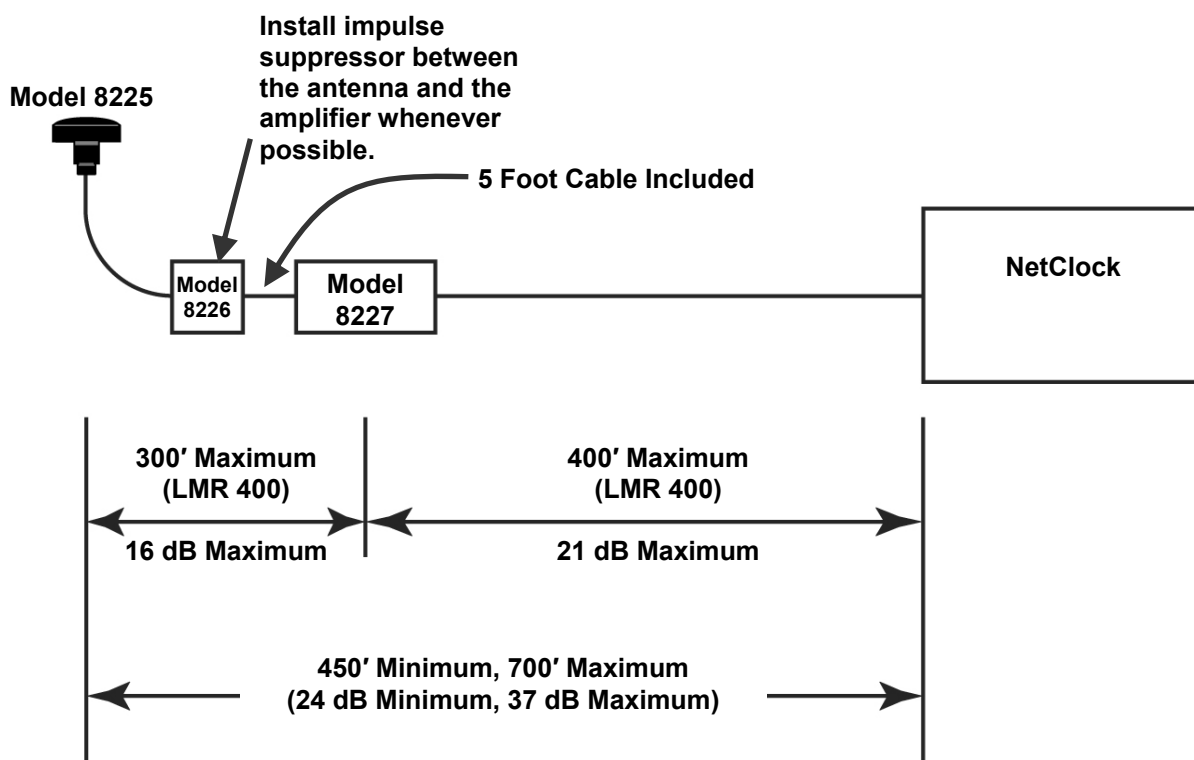 Install impulse
suppressor between
the antenna and the
amplifier whenever
possible.
Model 8225
5 Foot Cable Included
Model
8226
Model
8227
NetClock
300′ Maximum
(LMR 400)
16 dB Maximum
400′ Maximum
(LMR 400)
21 dB Maximum
450′ Minimum, 700′ Maximum
(24 dB Minimum, 37 dB Maximum)